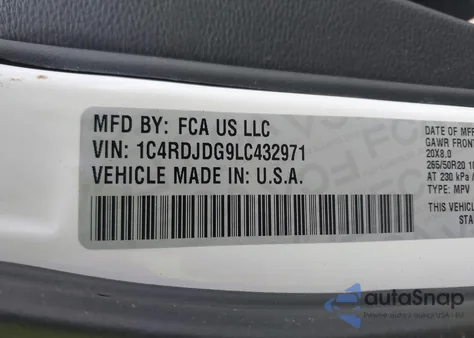 MFD BY: FCA US LLC
VIN: 1C4RDJDG9LC432971
VEHICLE MADE IN: U.S.A.
DATE OF MFR
GAWR FRONT
20X8.0
265/50R20 10
AT 230 kPa /
TYPE: MPV
THIS VEHICL
autoSnap